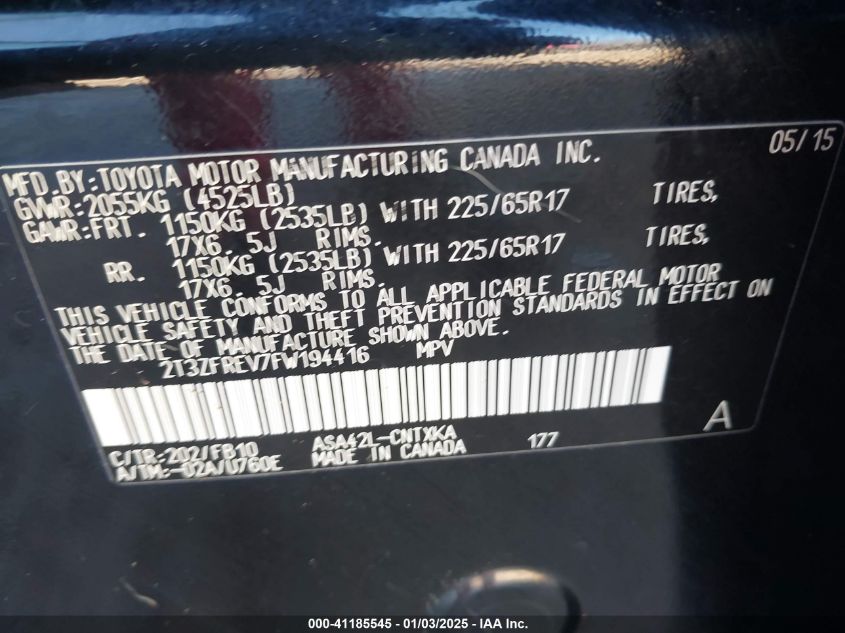 05/15
MFD.BY:TOYOTA MOTOR MANUFACTURING CANADA INC.
GVWR:2055KG (4525LB)
GAWR:FRT. 1150KG (2535LB) WITH 225/65R17 TIRES,
17X6. 5J RIMS.
RR. 1150KG (2535LB) WITH 225/65R17 TIRES,
17X6. 5J RIMS.
THIS VEHICLE CONFORMS TO ALL APPLICABLE FEDERAL MOTOR
VEHICLE SAFETY AND THEFT PREVENTION STANDARDS IN EFFECT ON
THE DATE OF MANUFACTURE SHOWN ABOVE.
2T3ZFREV7FW194416 MPV
A
C/TR:202/FB10 ASA42L-CNTXKA 177
A/TM:-02A/U760E MADE IN CANADA
000-41185545 - 01/03/2025 - IAA Inc.